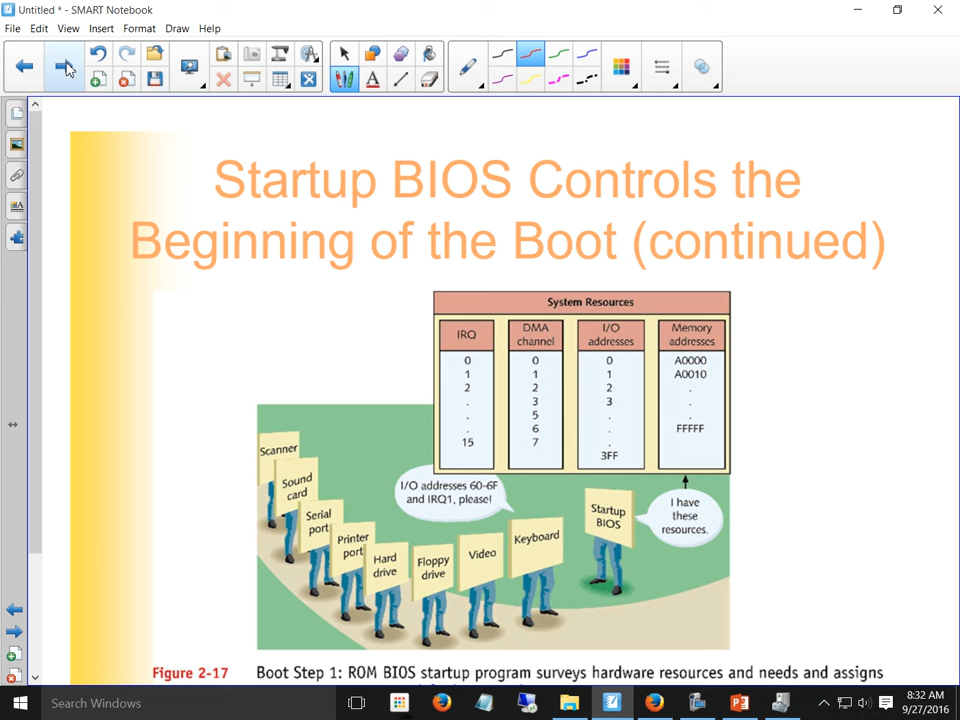 Untitled * - SMART Notebook
File Edit View Insert Format Draw Help
Startup BIOS Controls the
Beginning of the Boot (continued)
System Resources
IRQ
0
1
2
.
.
.
15
DMA
channel
0
1
2
3
5
6
7
I/O
addresses
0
1
2
3
.
.
.
3FF
Memory
addresses
A0000
A0010
.
.
.
FFFFF
Scanner
Sound
card
Serial
port
Printer
port
Hard
drive
Floppy
drive
Video
Keyboard
I/O addresses 60-6F
and IRQ1, please!
Startup
BIOS
I have
these
resources.
Figure 2-17 Boot Step 1: ROM BIOS startup program surveys hardware resources and needs and assigns
Search Windows
8:32 AM
9/27/2016